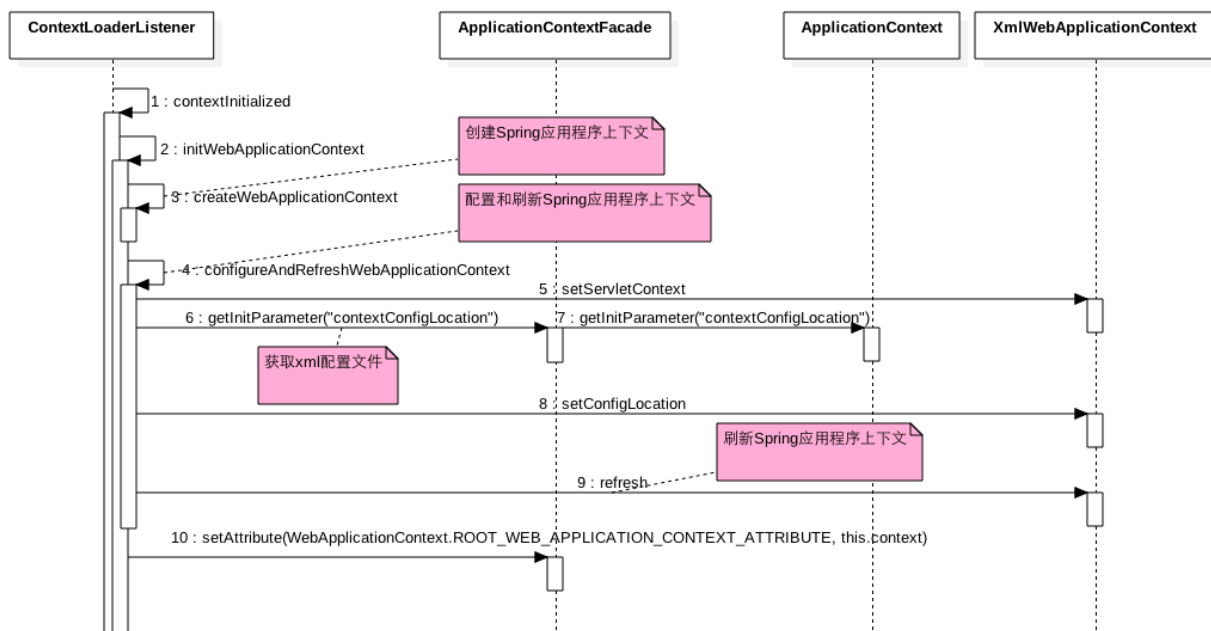 ContextLoaderListener
ApplicationContextFacade
ApplicationContext
XmlWebApplicationContext
1 : contextInitialized
创建Spring应用程序上下文
2 : initWebApplicationContext
配置和刷新Spring应用程序上下文
3 : createWebApplicationContext
4 : configureAndRefreshWebApplicationContext
5 : setServletContext
6 : getInitParameter("contextConfigLocation")
7 : getInitParameter("contextConfigLocation")
获取xml配置文件
8 : setConfigLocation
刷新Spring应用程序上下文
9 : refresh
10 : setAttribute(WebApplicationContext.ROOT_WEB_APPLICATION_CONTEXT_ATTRIBUTE, this.context)